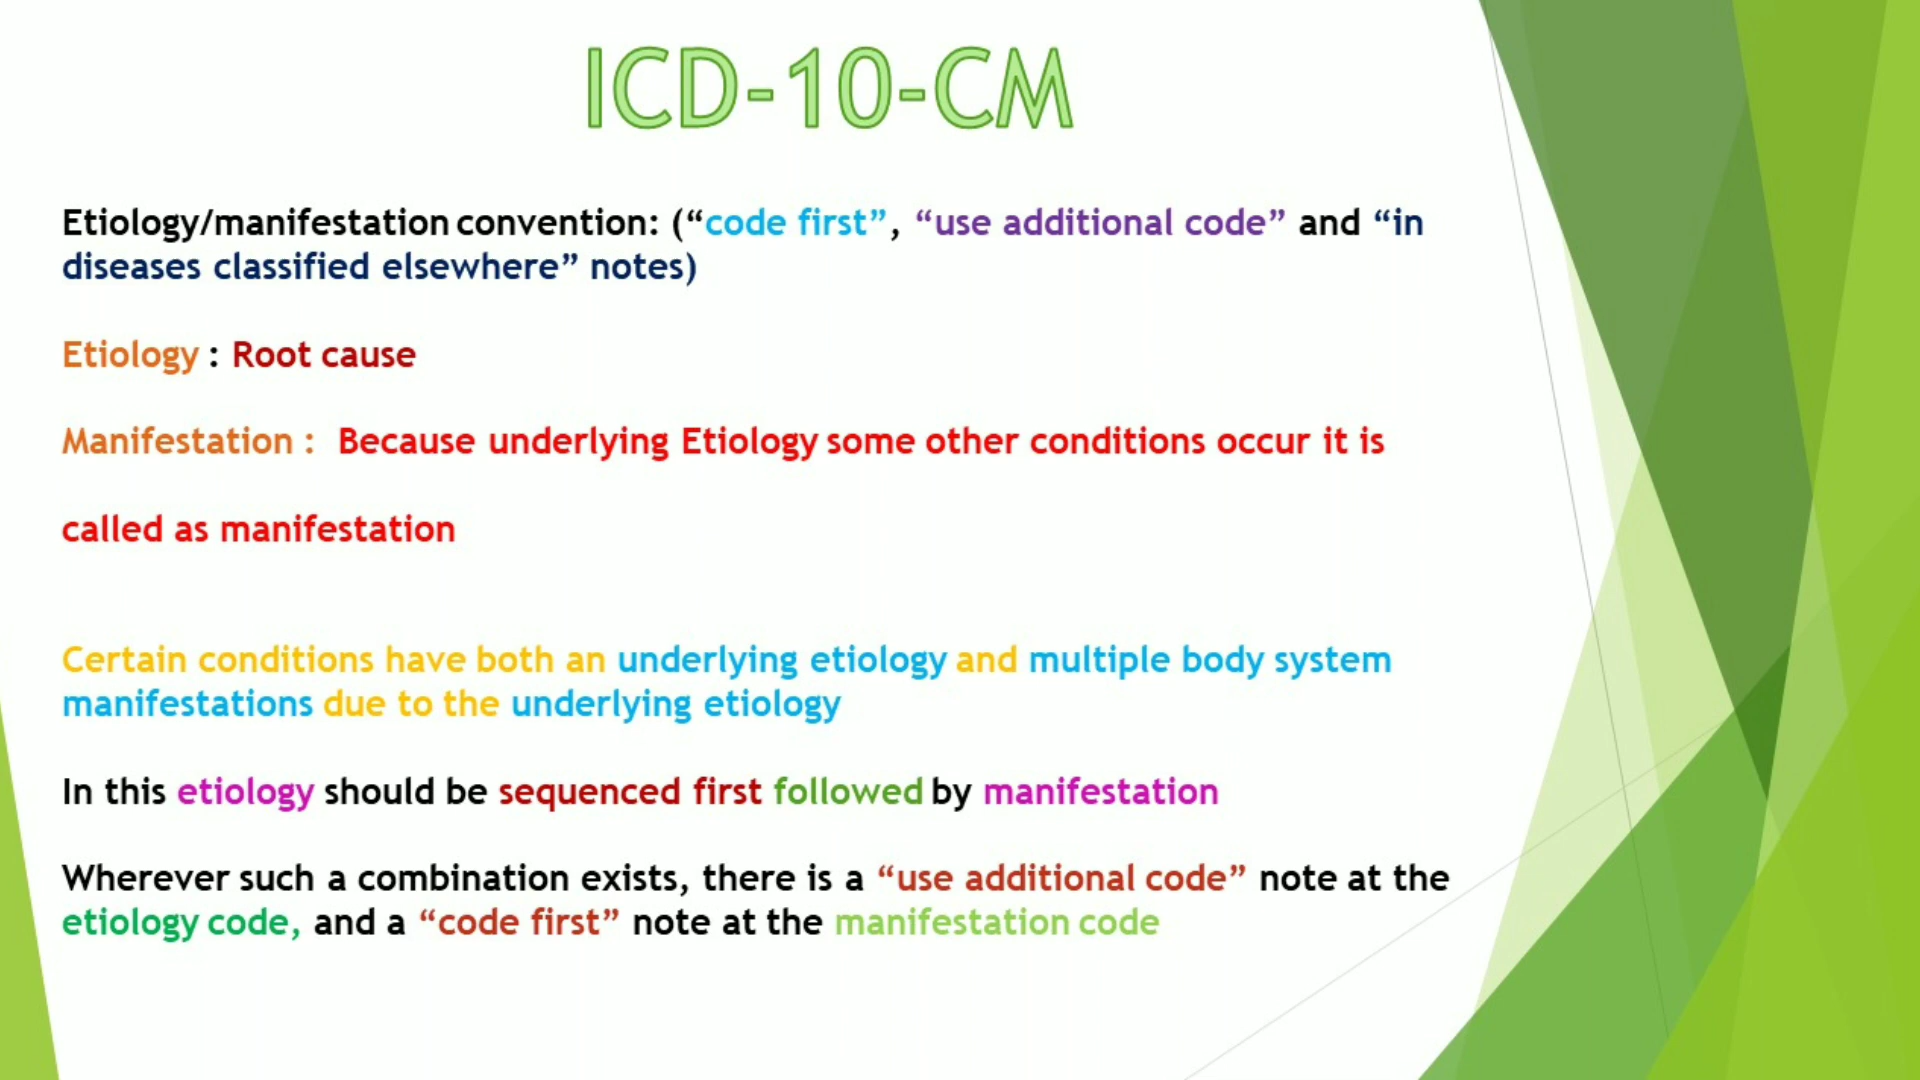 ICD-10-CM
Etiology/manifestation convention: (“code first”, “use additional code” and “in
diseases classified elsewhere” notes)
Etiology : Root cause
Manifestation : Because underlying Etiology some other conditions occur it is
called as manifestation
Certain conditions have both an underlying etiology and multiple body system
manifestations due to the underlying etiology
In this etiology should be sequenced first followed by manifestation
Wherever such a combination exists, there is a “use additional code” note at the
etiology code, and a “code first” note at the manifestation code